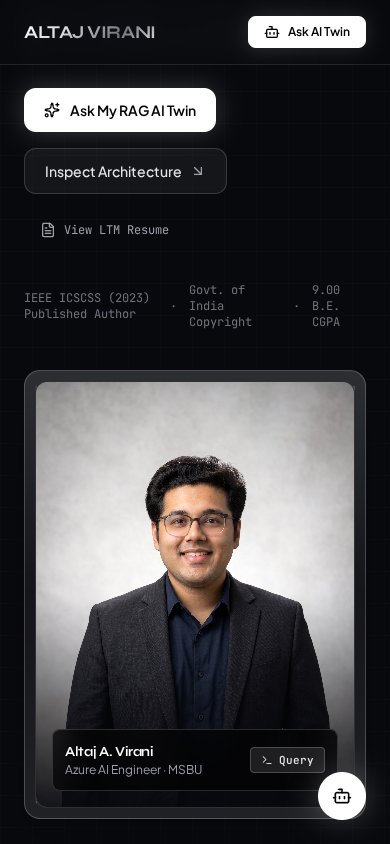 ALTAJ VIRANI
Ask AI Twin
Ask My RAG AI Twin
Inspect Architecture
View LTM Resume
IEEE ICSCSS (2023)
Published Author
·
Govt. of
India
Copyright
·
9.00
B.E.
CGPA
Altaj A. Virani
Azure AI Engineer · MSBU
Query